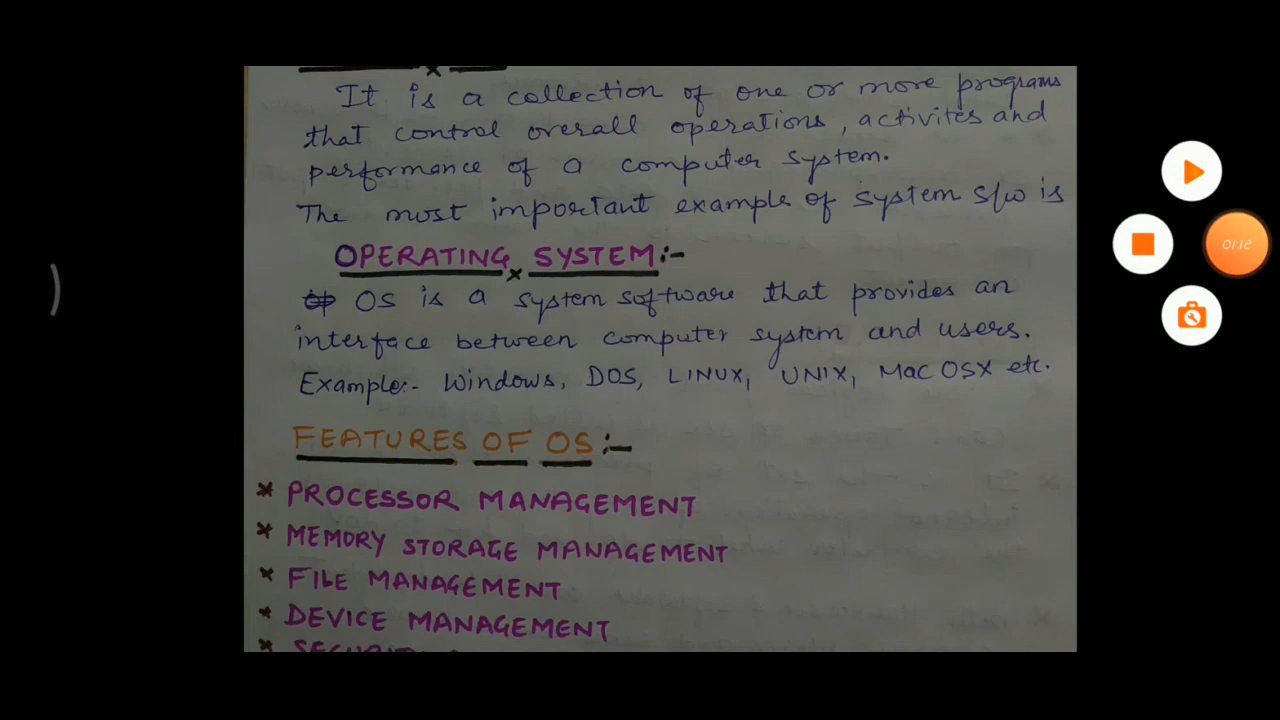 It is a collection of one or more programs
that control overall operations, activites and
performance of a computer system.
The most important example of system s/w is
OPERATING SYSTEM:-
OS is a system software that provides an
interface between computer system and users.
Example:- Windows, DOS, LINUX, UNIX, Mac OSX etc.
FEATURES OF OS:-
* PROCESSOR MANAGEMENT
* MEMORY STORAGE MANAGEMENT
* FILE MANAGEMENT
* DEVICE MANAGEMENT
01:12